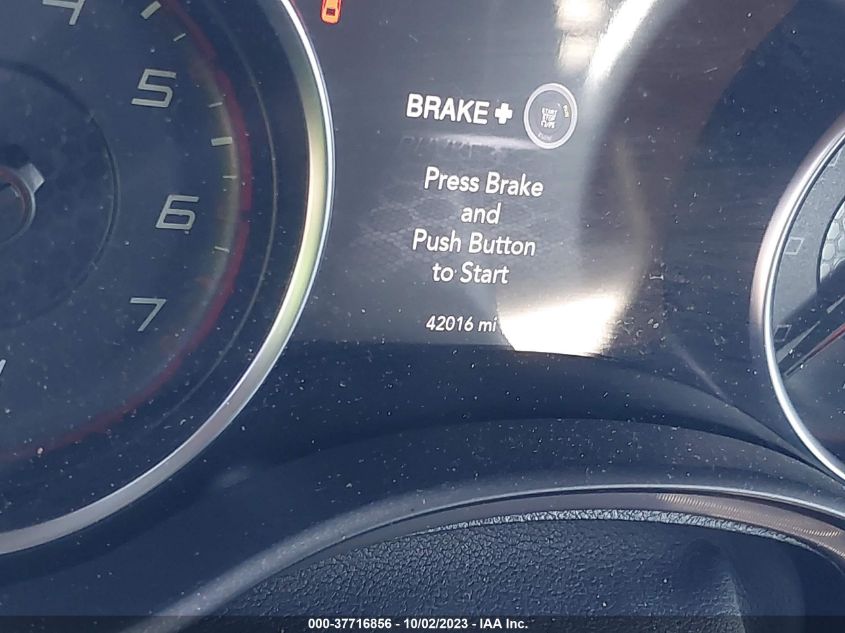 4
5
6
7
BRAKE +
START
STOP
Press Brake
and
Push Button
to Start
42016 mi
000-37716856 - 10/02/2023 - IAA Inc.